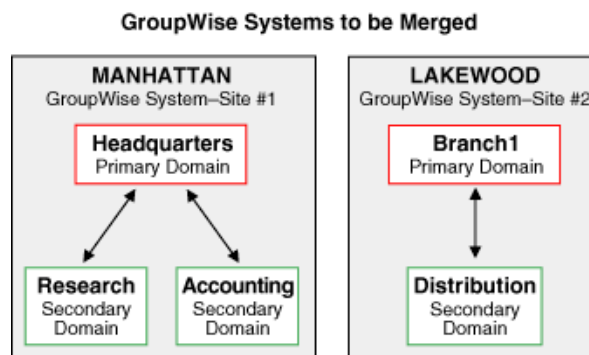 GroupWise Systems to be Merged
MANHATTAN
GroupWise System–Site #1
Headquarters
Primary Domain
Research
Secondary
Domain
Accounting
Secondary
Domain
LAKEWOOD
GroupWise System–Site #2
Branch1
Primary Domain
Distribution
Secondary
Domain